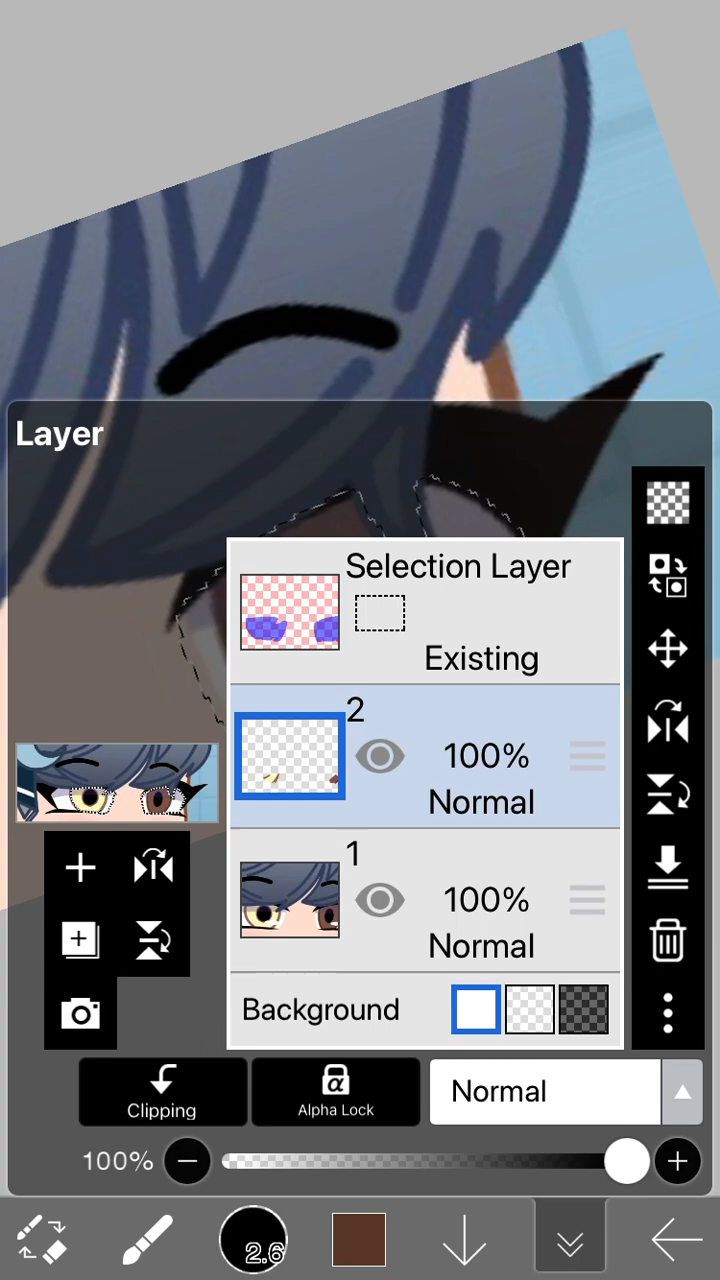 Layer
Selection Layer
Existing
2
100%
Normal
1
100%
Normal
Background
Clipping
α
Alpha Lock
Normal
100%
2.6